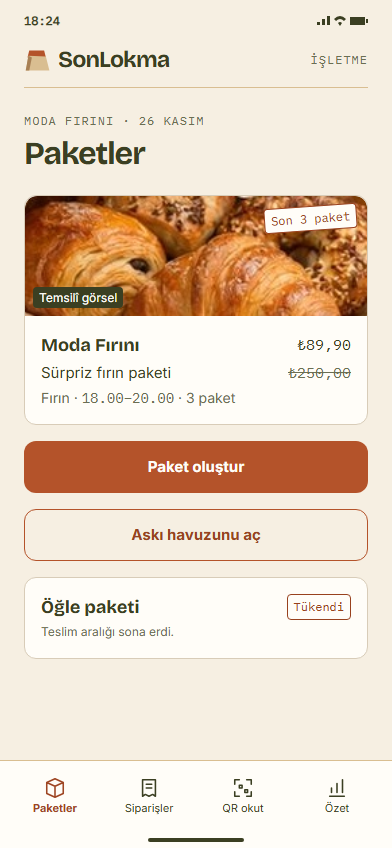 18:24
SonLokma
İŞLETME
MODA FIRINI · 26 KASIM
Paketler
Son 3 paket
Temsilî görsel
Moda Fırını
₺89,90
Sürpriz fırın paketi
₺250,00
Fırın · 18.00–20.00 · 3 paket
Paket oluştur
Askı havuzunu aç
Öğle paketi
Tükendi
Teslim aralığı sona erdi.
Paketler
Siparişler
QR okut
Özet